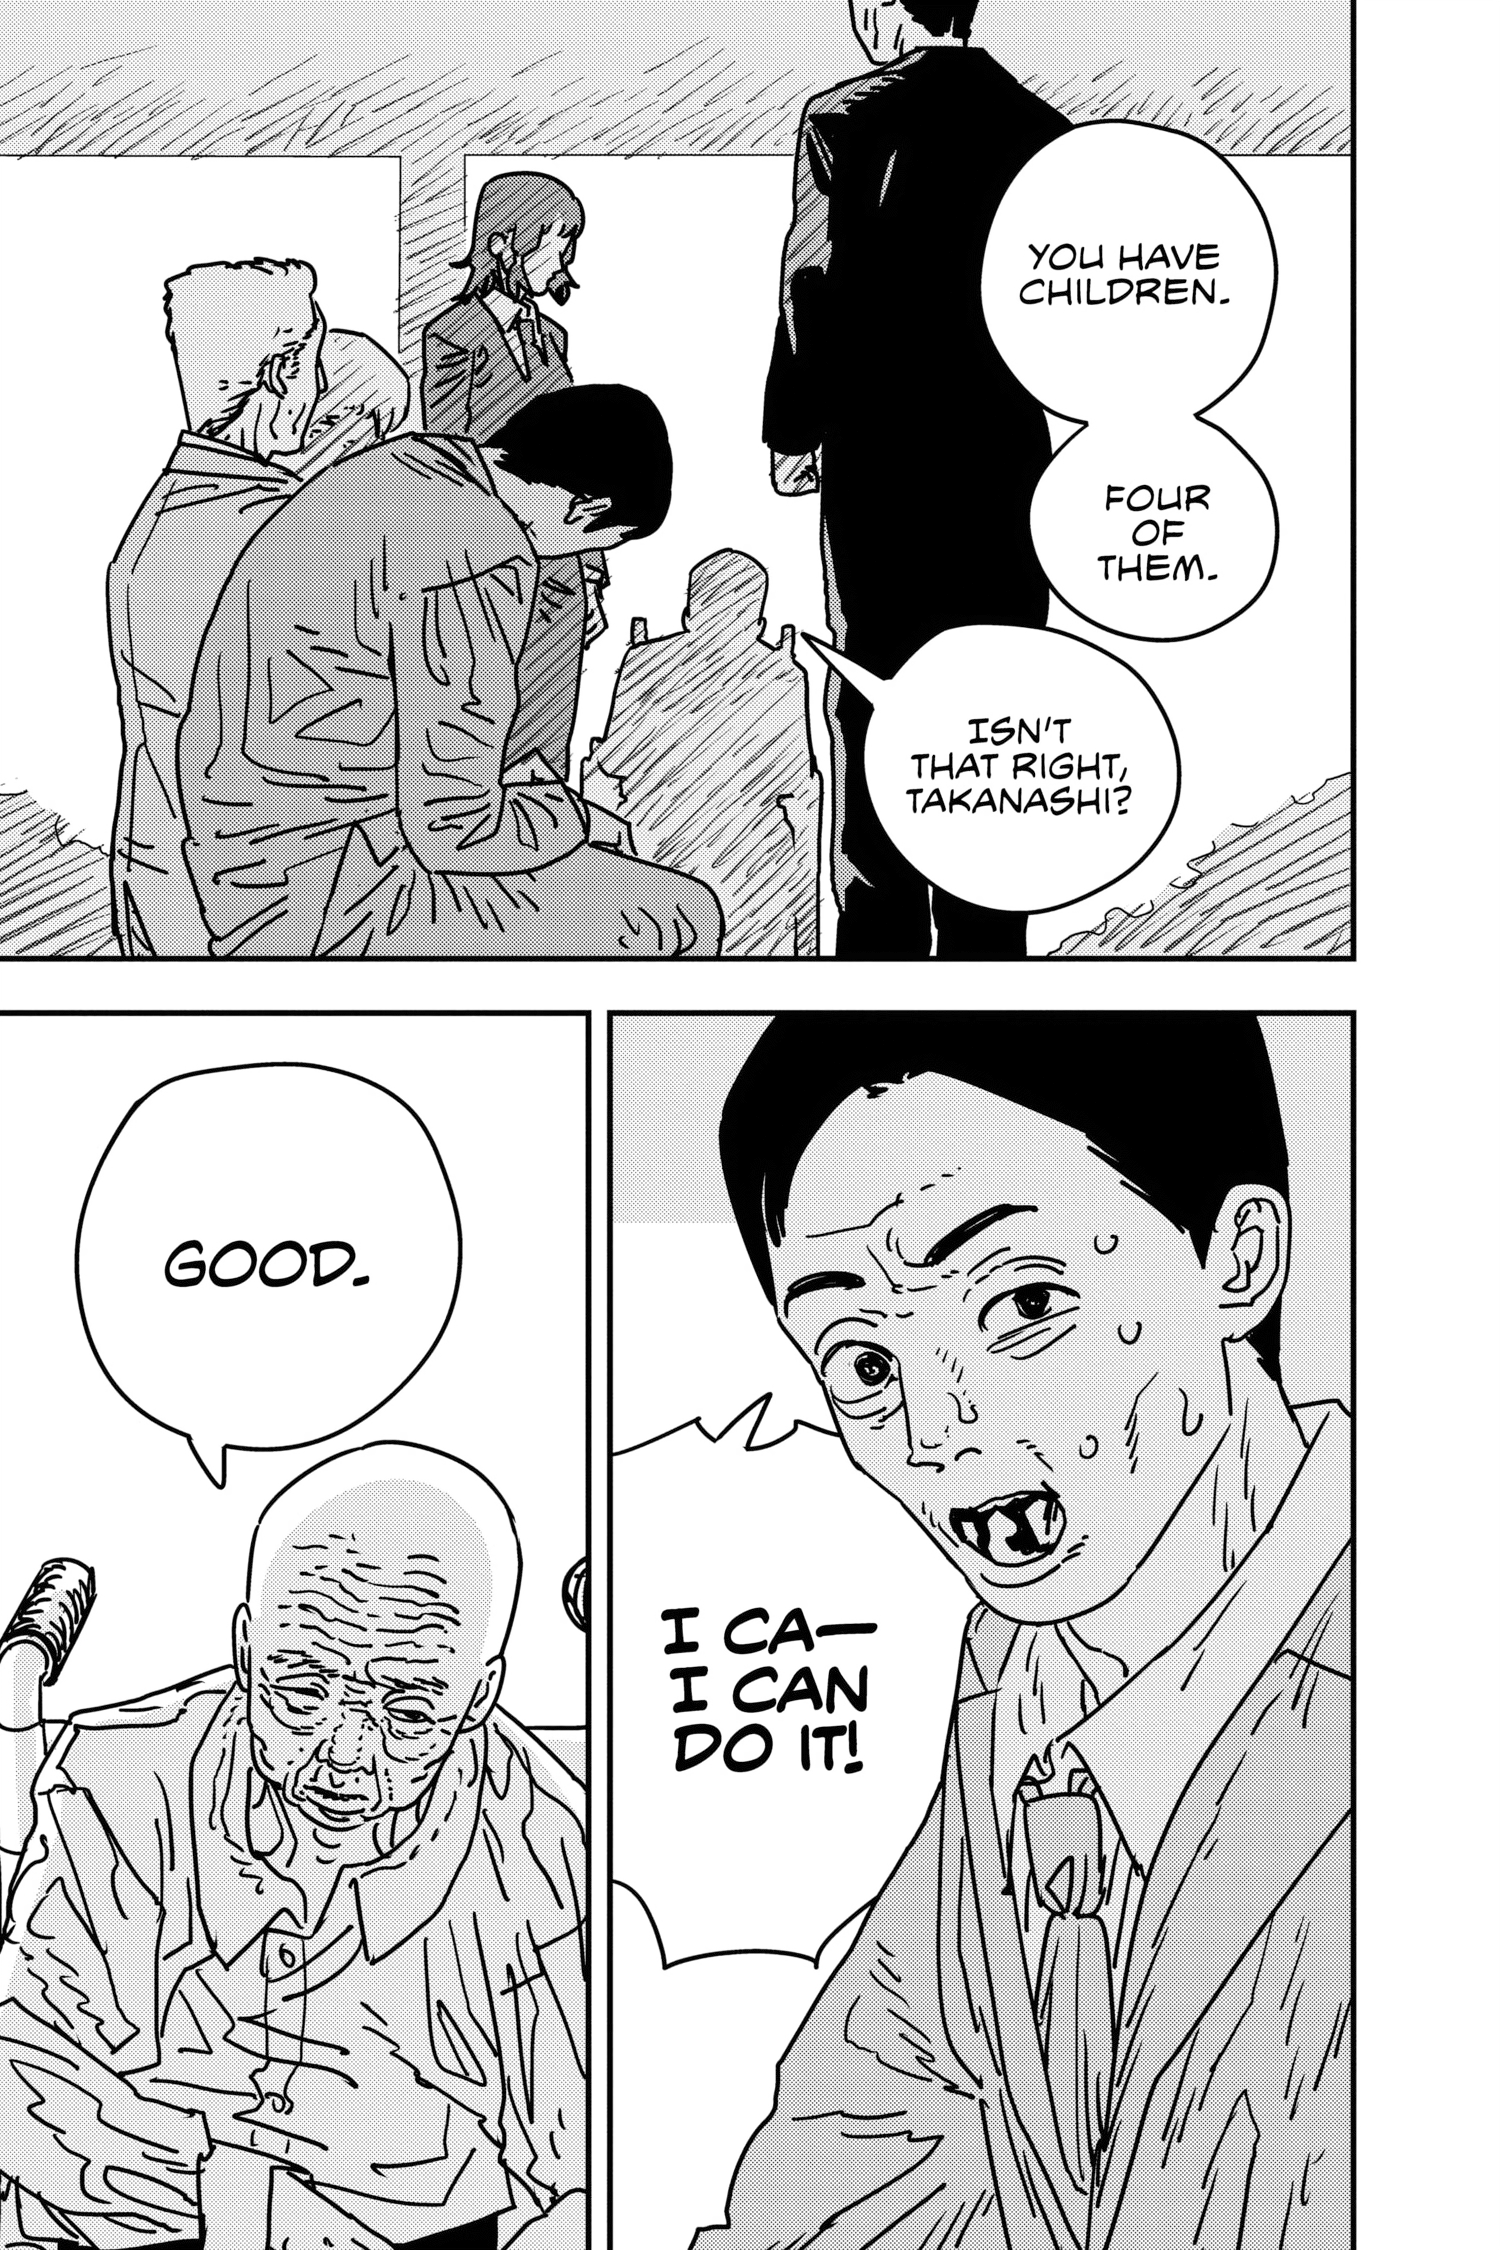 YOU HAVE
CHILDREN.
FOUR
OF
THEM.
ISN'T
THAT RIGHT,
TAKANASHI?
I CA—
I CAN
DO IT!
GOOD.